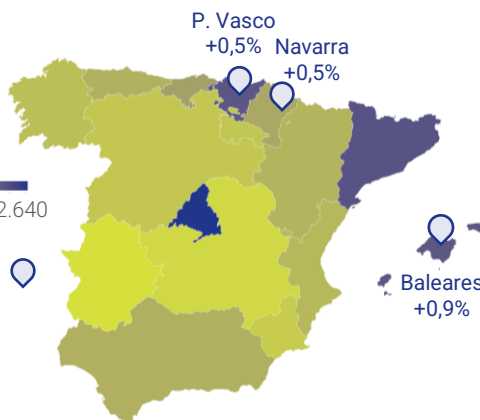 P. Vasco
+0,5%
Navarra
+0,5%
2.640
Baleares
+0,9%